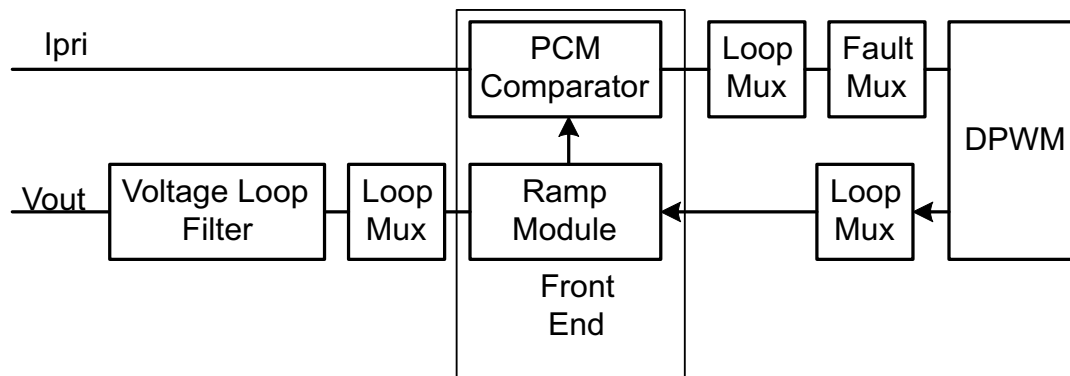 Ipri
PCM
Comparator
Loop
Mux
Fault
Mux
DPWM
Vout
Voltage Loop
Filter
Loop
Mux
Ramp
Module
Loop
Mux
Front
End